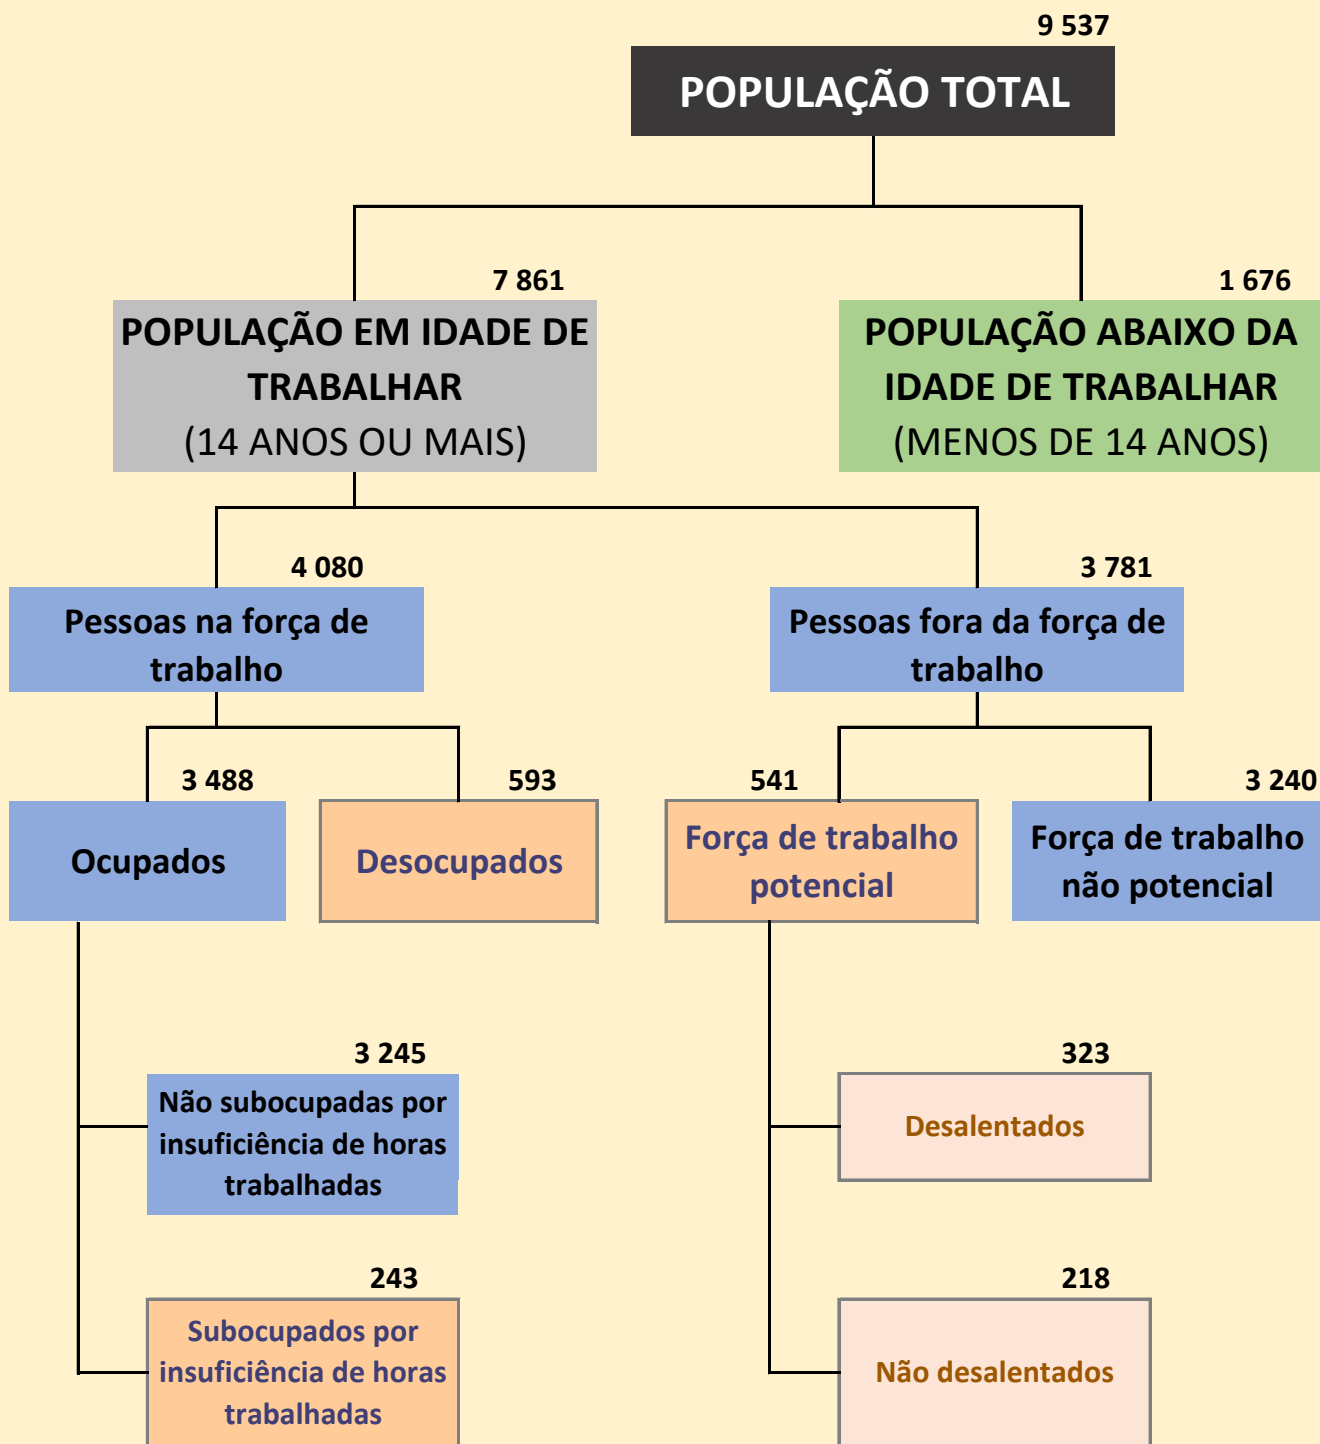 9 537
POPULAÇÃO TOTAL
7 861
POPULAÇÃO EM IDADE DE
TRABALHAR
(14 ANOS OU MAIS)
1 676
POPULAÇÃO ABAIXO DA
IDADE DE TRABALHAR
(MENOS DE 14 ANOS)
4 080
Pessoas na força de
trabalho
3 781
Pessoas fora da força de
trabalho
3 488
Ocupados
593
Desocupados
541
Força de trabalho
potencial
3 240
Força de trabalho
não potencial
3 245
Não subocupadas por
insuficiência de horas
trabalhadas
323
Desalentados
243
Subocupados por
insuficiência de horas
trabalhadas
218
Não desalentados